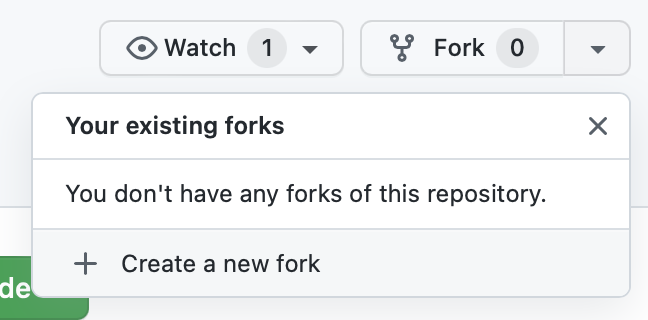 Watch 1 Fork 0
Your existing forks
You don't have any forks of this repository.
Create a new fork
de